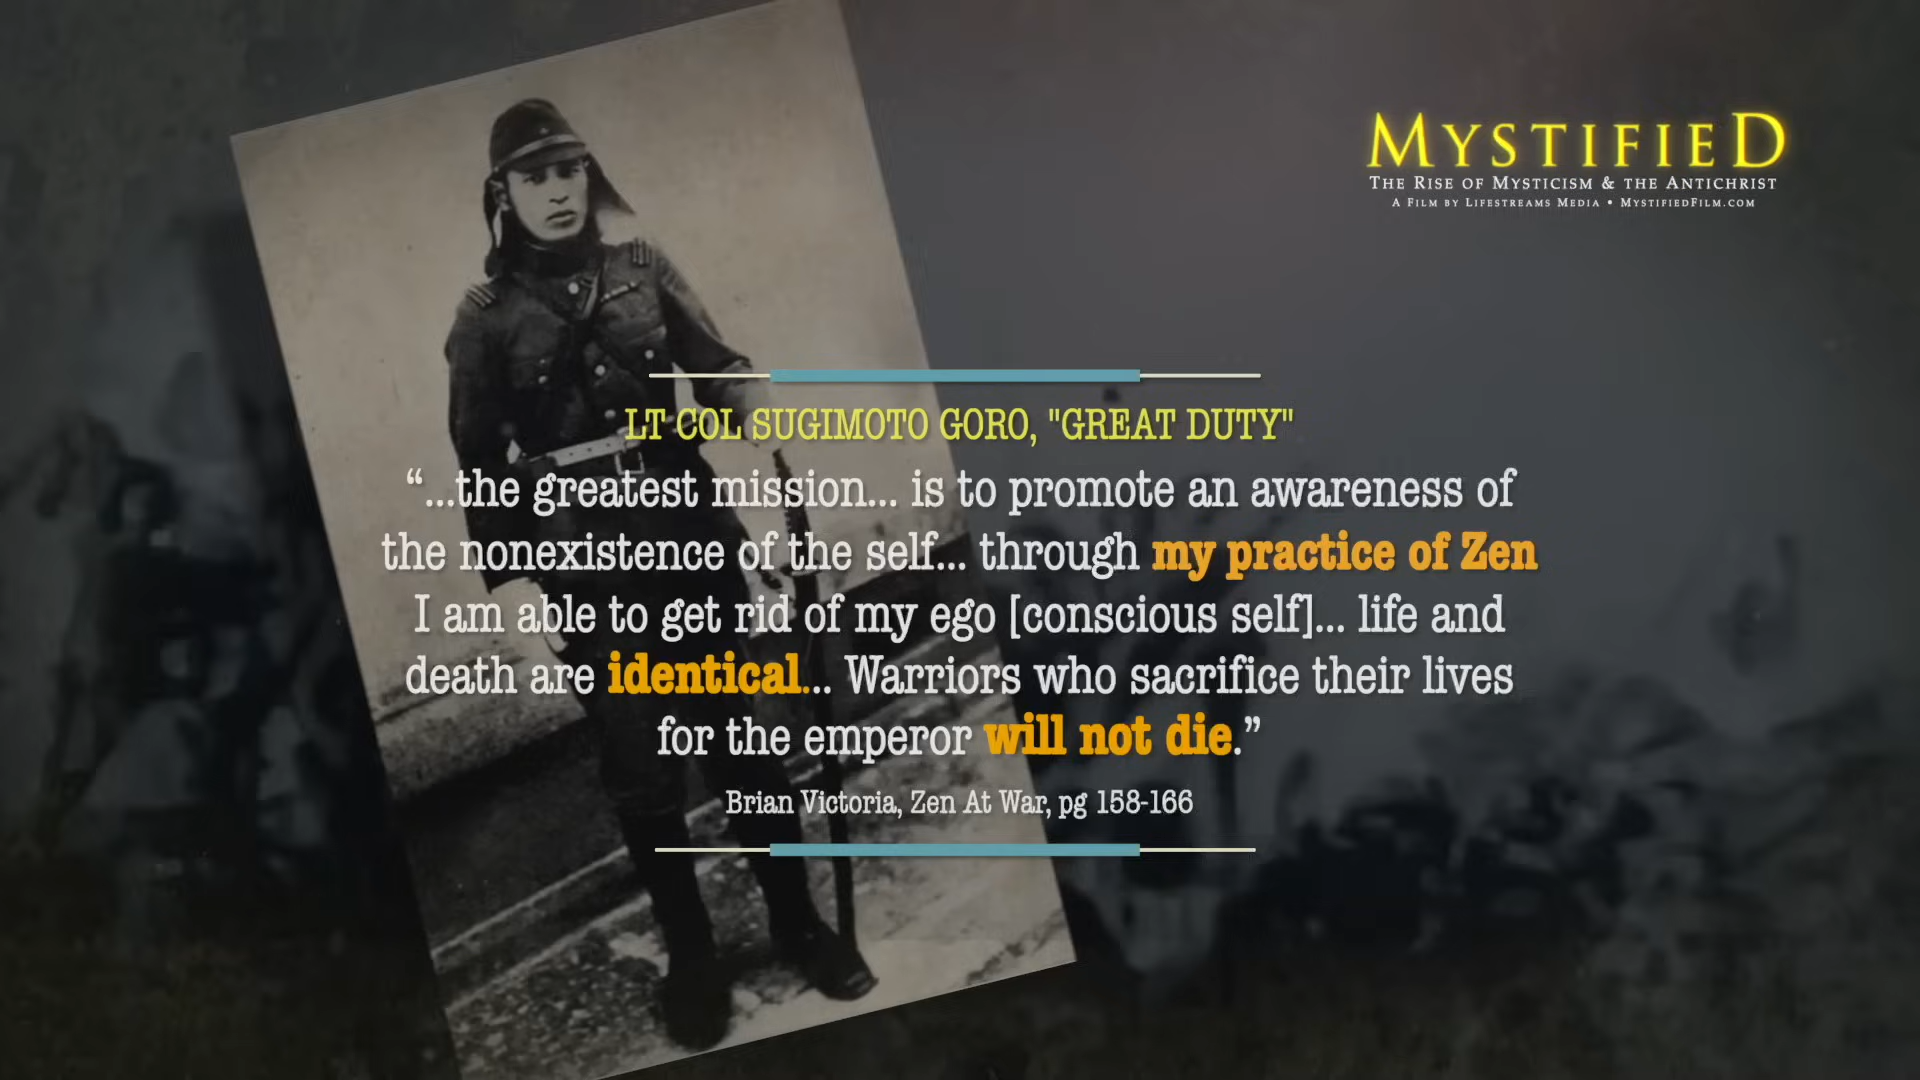 MYSTIFIED
THE RISE OF MYSTICISM & THE ANTICHRIST
A FILM BY LIFESTREAMS MEDIA • MYSTIFIEDFILM.COM
LT COL SUGIMOTO GORO, "GREAT DUTY"
“...the greatest mission... is to promote an awareness of
the nonexistence of the self... through my practice of Zen
I am able to get rid of my ego [conscious self]... life and
death are identical... Warriors who sacrifice their lives
for the emperor will not die.”
Brian Victoria, Zen At War, pg 158-166